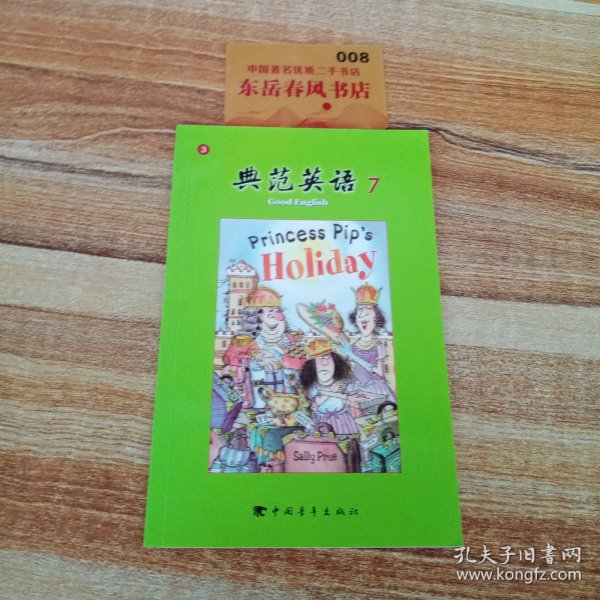 008
中国著名优质二手书店
东岳春风书店
3
典范英语 7
Good English
Princess Pip's
Holiday
Sally Prue
中国青年出版社
孔夫子旧书网
www.kongfz.com